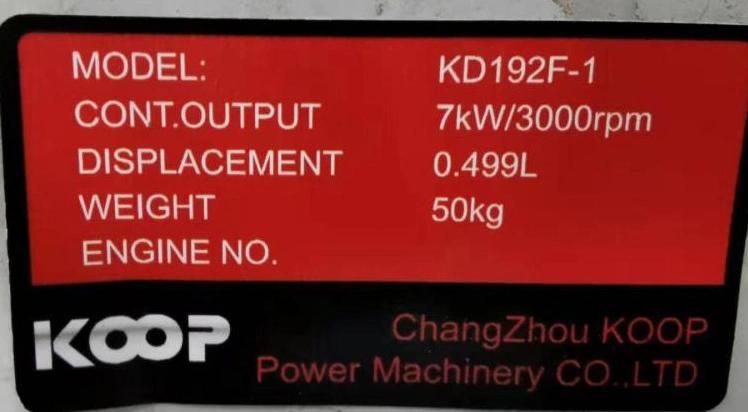 MODEL: KD192F-1
CONT.OUTPUT 7kW/3000rpm
DISPLACEMENT 0.499L
WEIGHT 50kg
ENGINE NO.
KOOP
ChangZhou KOOP
Power Machinery CO.,LTD